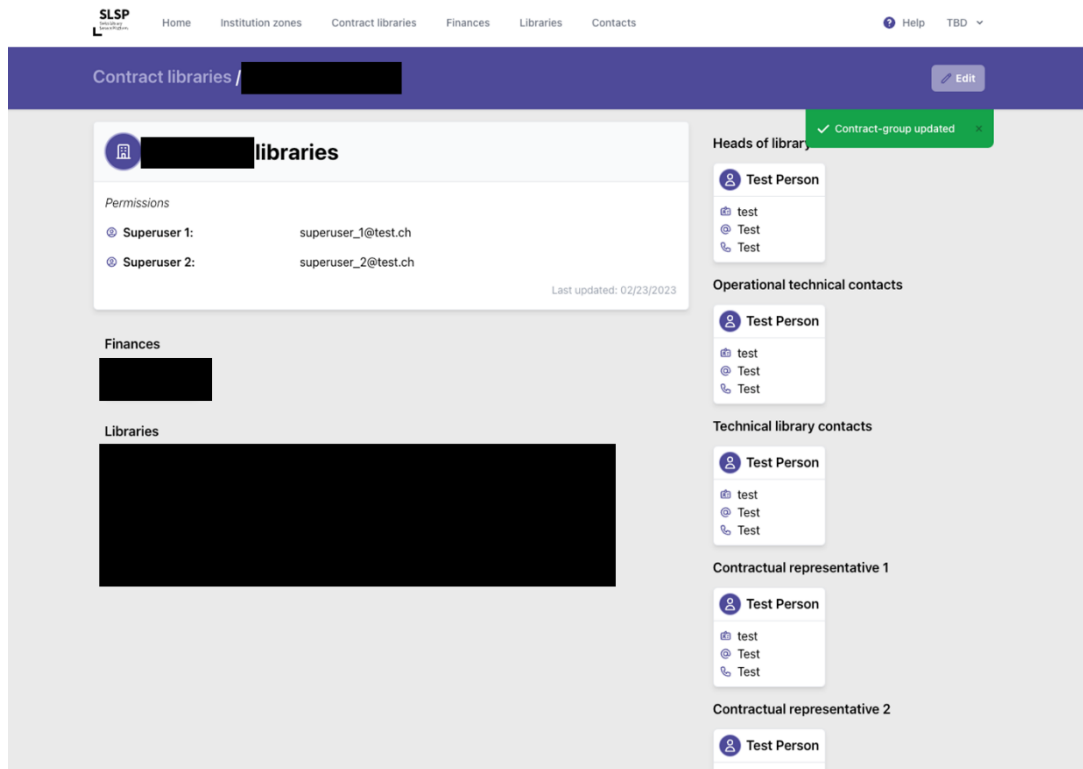 SLSP
Home Institution zones Contract libraries Finances Libraries Contacts
Help TBD
Contract libraries /
Edit
Contract-group updated ×
libraries
Permissions
Superuser 1: superuser_1@test.ch
Superuser 2: superuser_2@test.ch
Last updated: 02/23/2023
Finances
Libraries
Heads of library
Test Person
test
Test
Test
Operational technical contacts
Test Person
test
Test
Test
Technical library contacts
Test Person
test
Test
Test
Contractual representative 1
Test Person
test
Test
Test
Contractual representative 2
Test Person